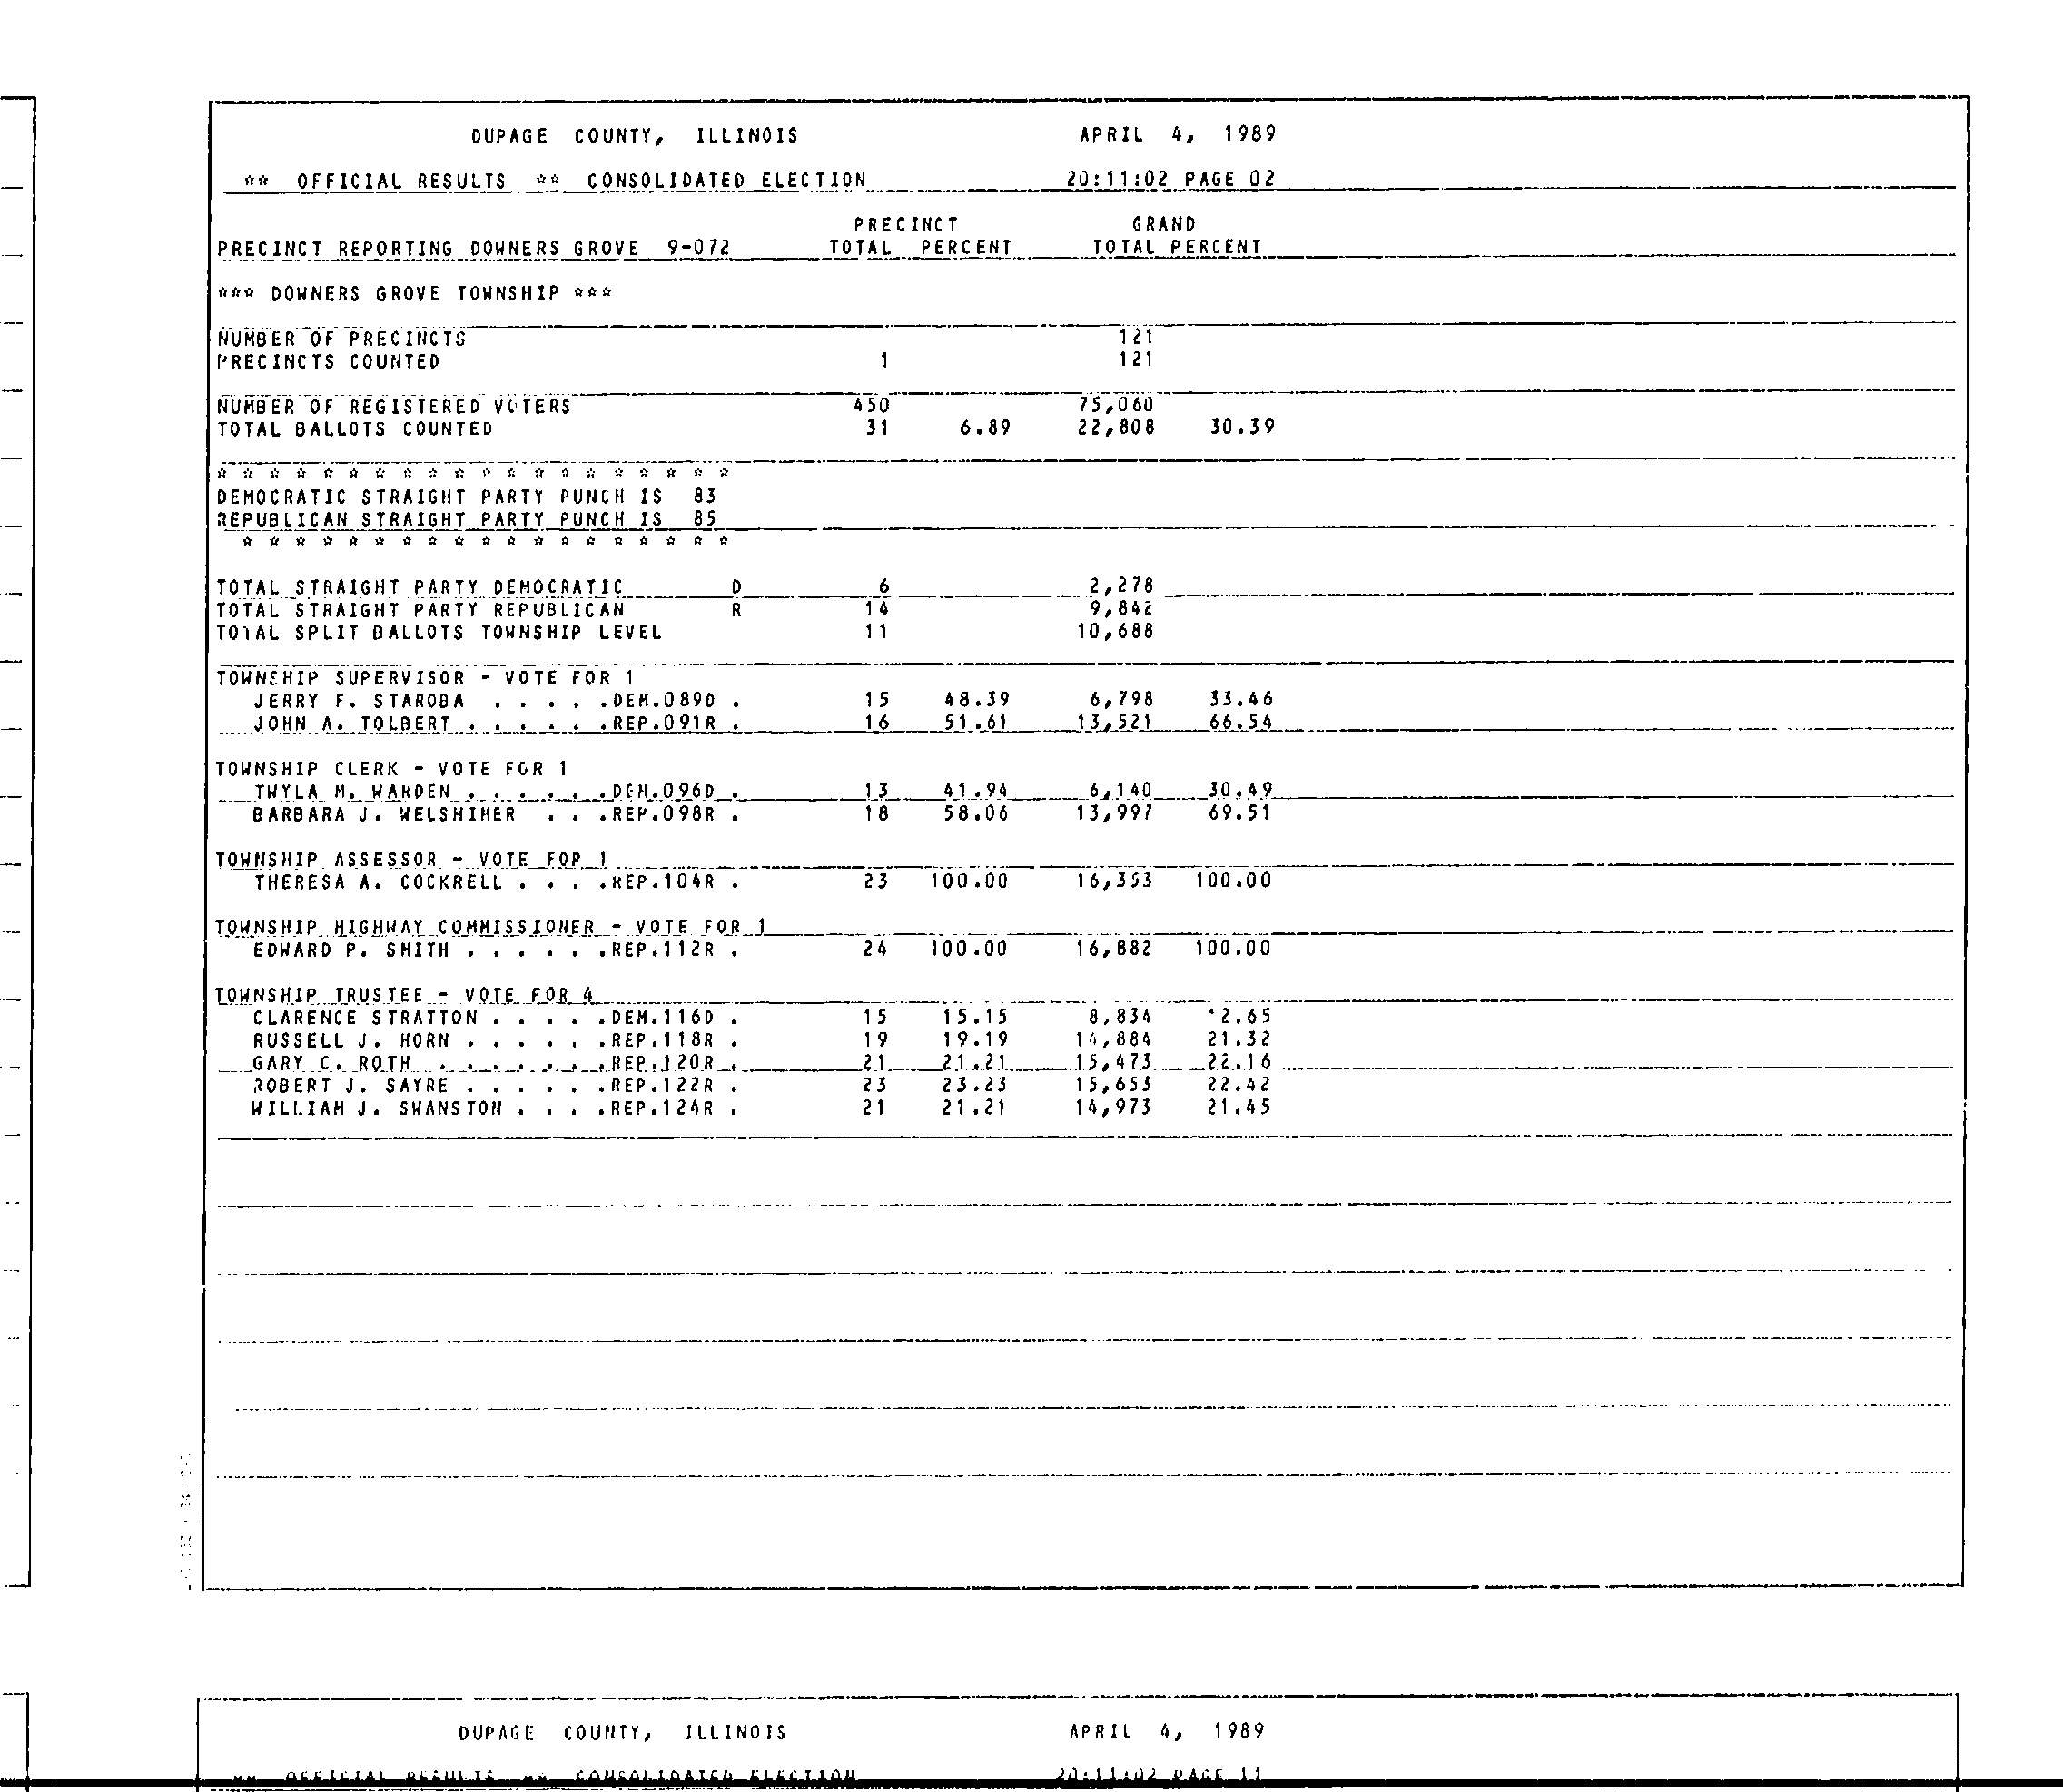 DUPAGE COUNTY, ILLINOIS APRIL 4, 1989
** OFFICIAL RESULTS ** CONSOLIDATED ELECTION 20:11:02 PAGE 02
PRECINCT GRAND
PRECINCT REPORTING DOWNERS GROVE 9-072 TOTAL PERCENT TOTAL PERCENT
*** DOWNERS GROVE TOWNSHIP ***
NUMBER OF PRECINCTS 121
PRECINCTS COUNTED 1 121
NUMBER OF REGISTERED VOTERS 450 75,060
TOTAL BALLOTS COUNTED 31 6.89 22,808 30.39
* * * * * * * * * * * * * * * * * * * *
DEMOCRATIC STRAIGHT PARTY PUNCH IS 83
REPUBLICAN STRAIGHT PARTY PUNCH IS 85
* * * * * * * * * * * * * * * * * * *
TOTAL STRAIGHT PARTY DEMOCRATIC D 6 2,278
TOTAL STRAIGHT PARTY REPUBLICAN R 14 9,842
TOTAL SPLIT BALLOTS TOWNSHIP LEVEL 11 10,688
TOWNSHIP SUPERVISOR - VOTE FOR 1
JERRY F. STAROBA . . . . .DEM.089D . 15 48.39 6,798 33.46
JOHN A. TOLBERT . . . . . .REP.091R . 16 51.61 13,521 66.54
TOWNSHIP CLERK - VOTE FOR 1
TWYLA M. WARDEN . . . . . .DEM.096D . 13 41.94 6,140 30.49
BARBARA J. WELSHIMER . . .REP.098R . 18 58.06 13,997 69.51
TOWNSHIP ASSESSOR - VOTE FOR 1
THERESA A. COCKRELL . . . .REP.104R . 23 100.00 16,353 100.00
TOWNSHIP HIGHWAY COMMISSIONER - VOTE FOR 1
EDWARD P. SMITH . . . . . .REP.112R . 24 100.00 16,882 100.00
TOWNSHIP TRUSTEE - VOTE FOR 4
CLARENCE STRATTON . . . . .DEM.116D . 15 15.15 8,834 12.65
RUSSELL J. HORN . . . . . .REP.118R . 19 19.19 14,884 21.32
GARY C. ROTH . . . . . . .REP.120R . 21 21.21 15,473 22.16
ROBERT J. SAYRE . . . . . .REP.122R . 23 23.23 15,653 22.42
WILLIAM J. SWANSTON . . . .REP.124R . 21 21.21 14,973 21.45
DUPAGE COUNTY, ILLINOIS APRIL 4, 1989
** OFFICIAL RESULTS ** CONSOLIDATED ELECTION 20:11:02 PAGE 11